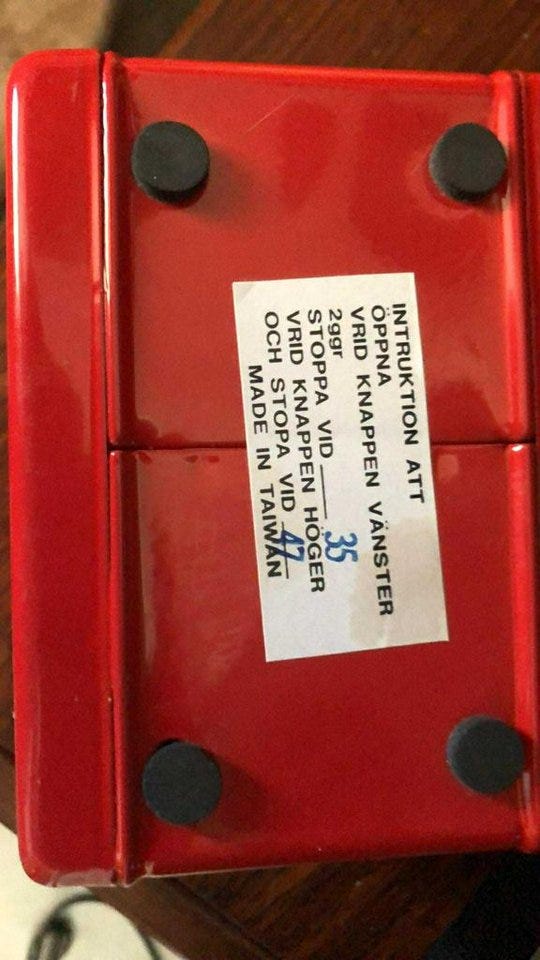 INTRUKTION ATT
ÖPPNA
VRID KNAPPEN VÄNSTER
2ggr
STOPPA VID 35
VRID KNAPPEN HÖGER
OCH STOPA VID 47
MADE IN TAIWAN